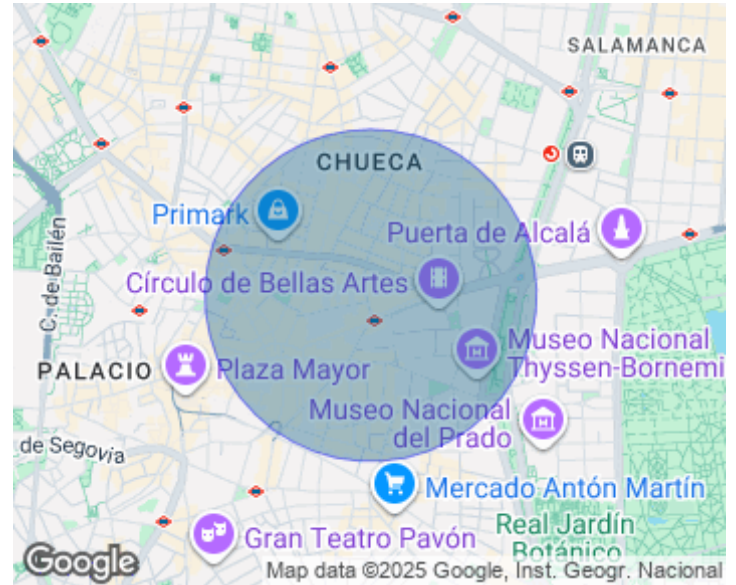 SALAMANCA
CHUECA
Primark
Puerta de Alcalá
C. de Bailén
Círculo de Bellas Artes
Museo Nacional
Thyssen-Bornemi
PALACIO
Plaza Mayor
Museo Nacional
del Prado
de Segovia
Mercado Antón Martín
Gran Teatro Pavón
Real Jardín
Botánico
Google
Map data ©2025 Google, Inst. Geogr. Nacional